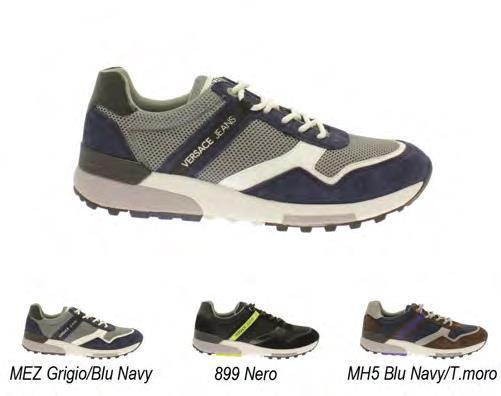 VERSACE JEANS
MEZ Grigio/Blu Navy
899 Nero
MH5 Blu Navy/T.moro